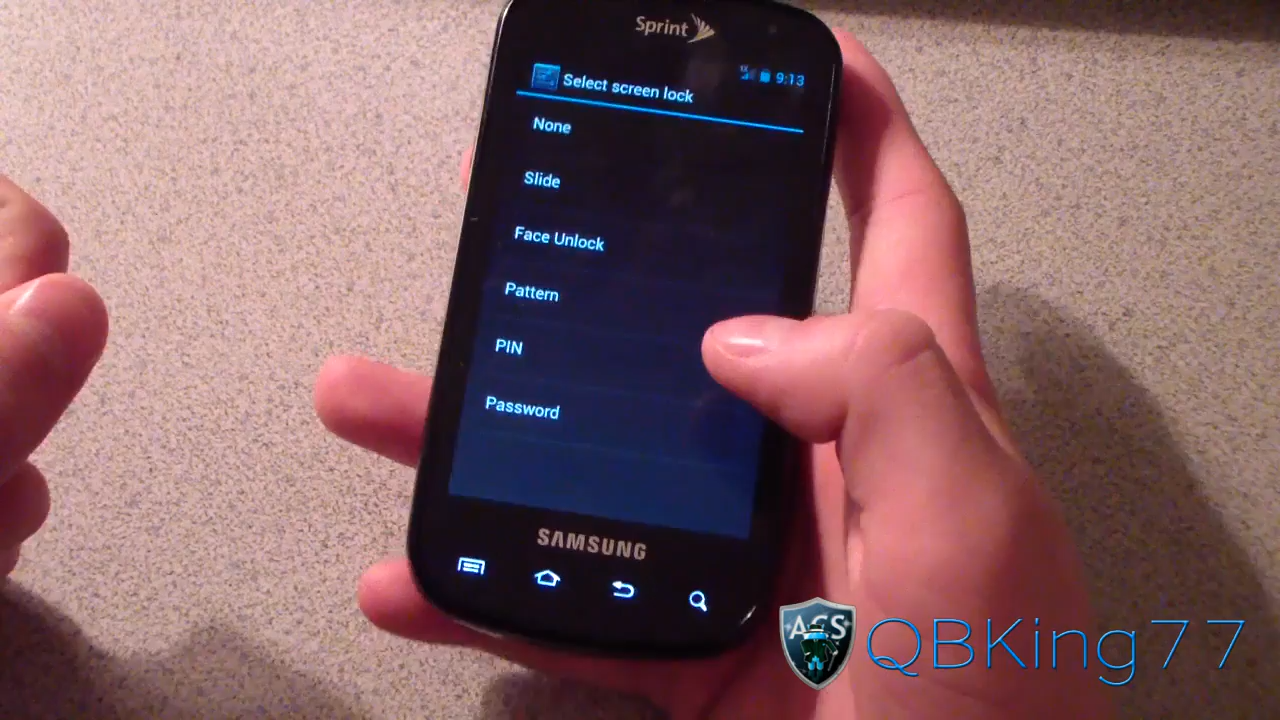 Sprint
9:13
Select screen lock
None
Slide
Face Unlock
Pattern
PIN
Password
SAMSUNG
ACS
QBKing77